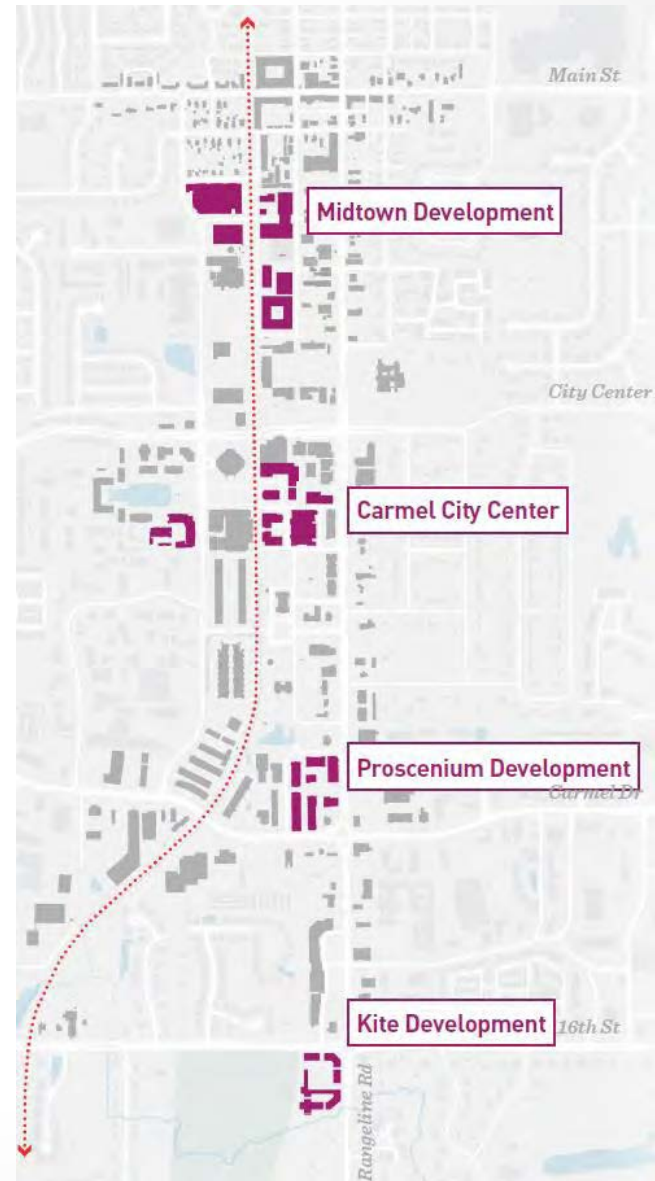 Main St
Midtown Development
City Center
Carmel City Center
Proscenium Development
Carmel Dr
Kite Development
16th St
Rangeline Rd